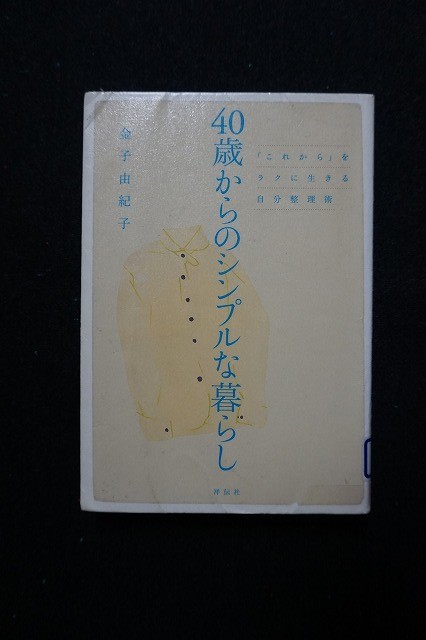 「これから」を
ラクに生きる
自分整理術
40歳からのシンプルな暮らし
金子由紀子
祥伝社